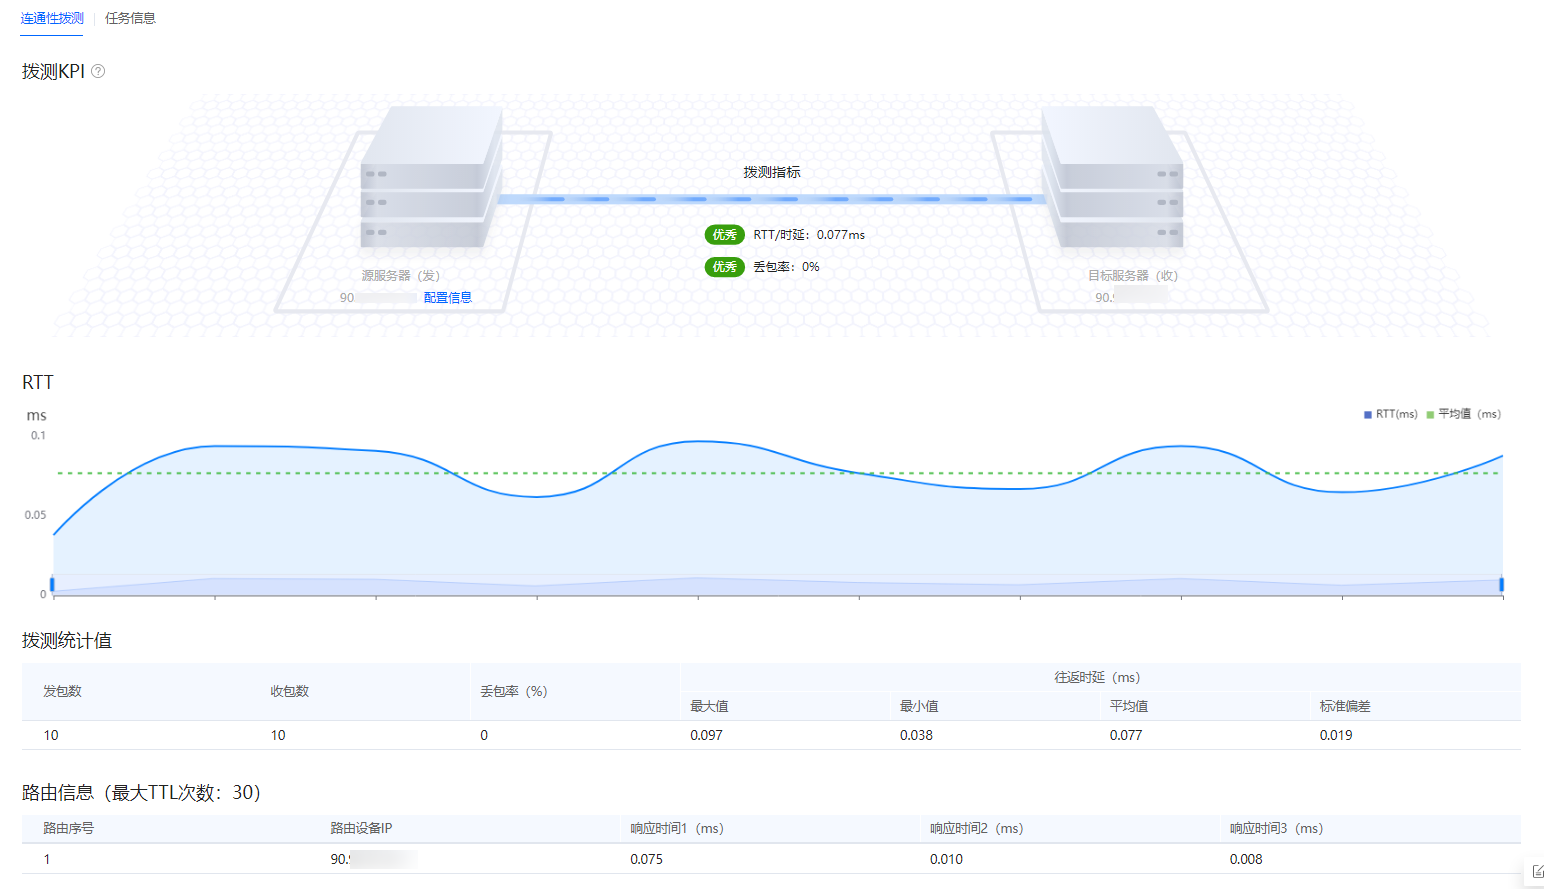 连通性拨测 任务信息
拨测KPI
拨测指标
优秀 RTT/时延：0.077ms
优秀 丢包率：0%
源服务器（发） 目标服务器（收）
90 配置信息 90.
RTT
ms
RTT(ms) 平均值（ms）
0.1
0.05
0
拨测统计值
发包数 收包数 丢包率（%） 往返时延（ms）
最大值 最小值 平均值 标准偏差
10 10 0 0.097 0.038 0.077 0.019
路由信息（最大TTL次数：30）
路由序号 路由设备IP 响应时间1（ms） 响应时间2（ms） 响应时间3（ms）
1 90. 0.075 0.010 0.008